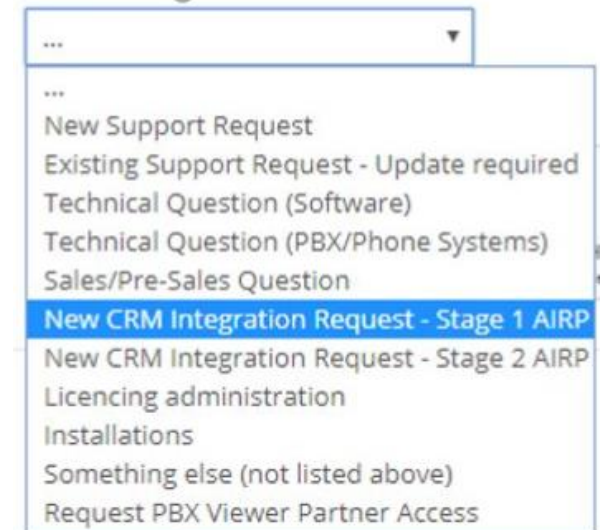 ...
...
New Support Request
Existing Support Request - Update required
Technical Question (Software)
Technical Question (PBX/Phone Systems)
Sales/Pre-Sales Question
New CRM Integration Request - Stage 1 AIRP
New CRM Integration Request - Stage 2 AIRP
Licencing administration
Installations
Something else (not listed above)
Request PBX Viewer Partner Access